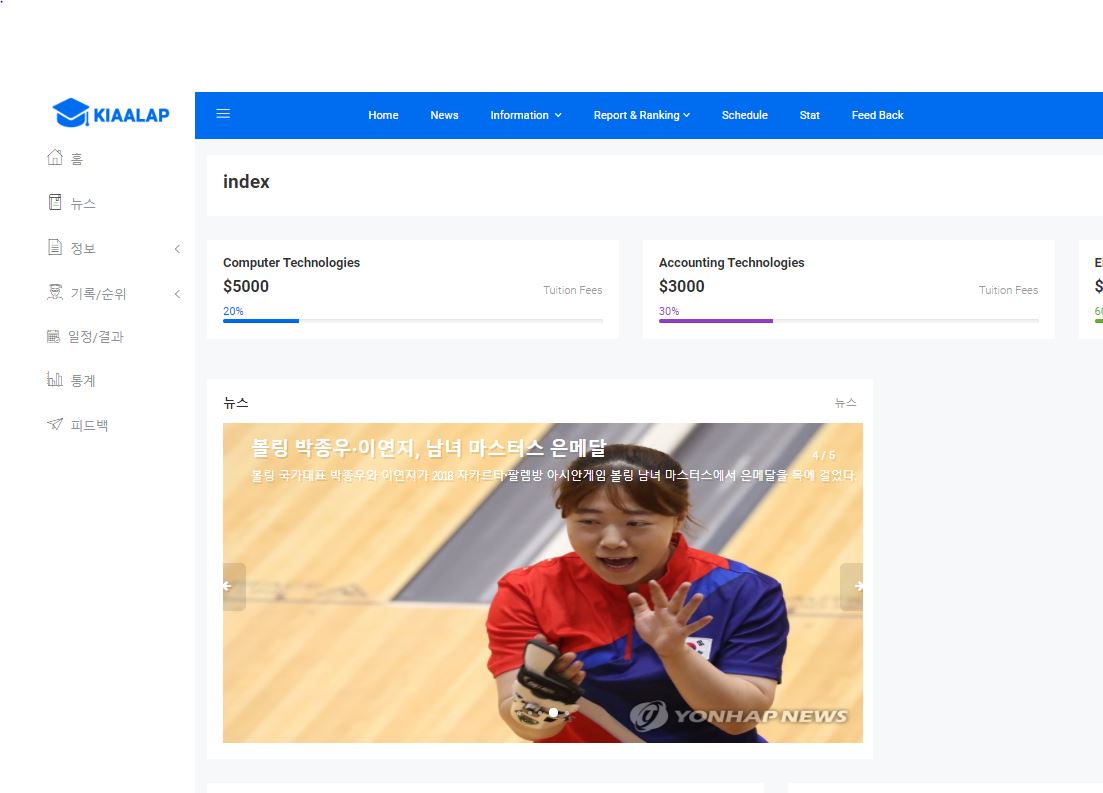 KIAALAP
Home News Information Report & Ranking Schedule Stat Feed Back
홈
뉴스
정보
기록/순위
일정/결과
통계
피드백
index
Computer Technologies
$5000 Tuition Fees
20%
Accounting Technologies
$3000 Tuition Fees
30%
뉴스 뉴스
볼링 박종우·이연지, 남녀 마스터스 은메달
4 / 5
볼링 국가대표 박종우와 이연지가 2018 자카르타·팔렘방 아시안게임 볼링 남녀 마스터스에서 은메달을 목에 걸었다.
YONHAP NEWS